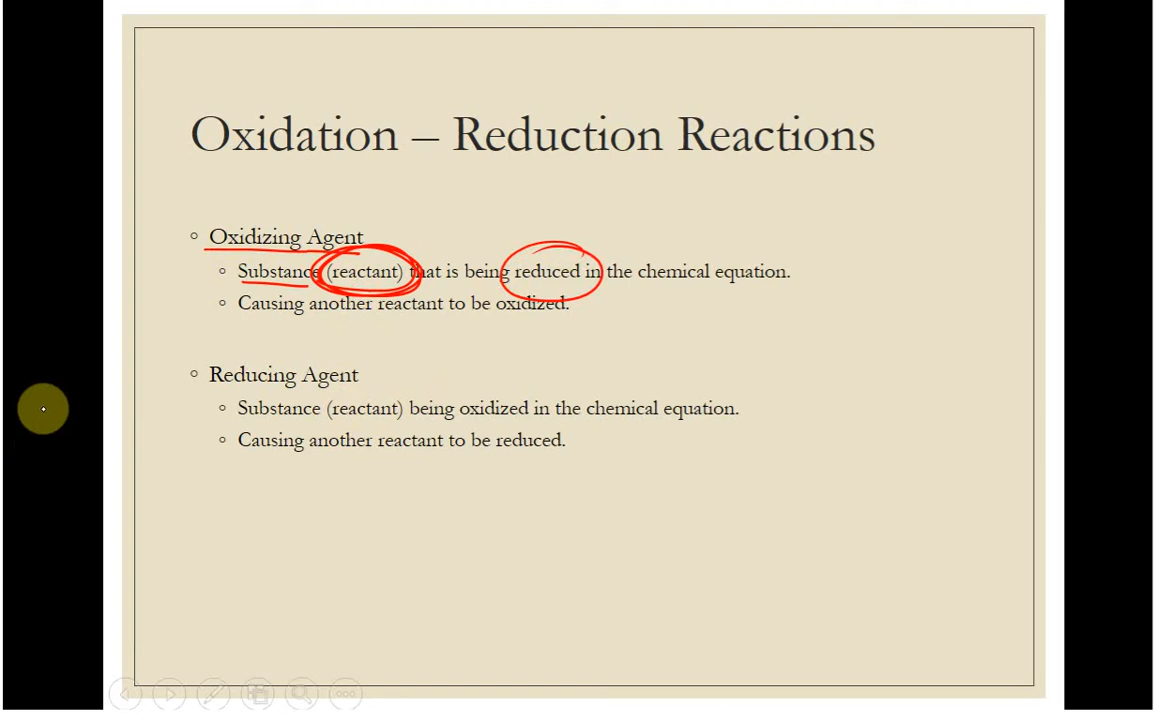 Oxidation – Reduction Reactions
Oxidizing Agent
Substance (reactant) that is being reduced in the chemical equation.
Causing another reactant to be oxidized.
Reducing Agent
Substance (reactant) being oxidized in the chemical equation.
Causing another reactant to be reduced.